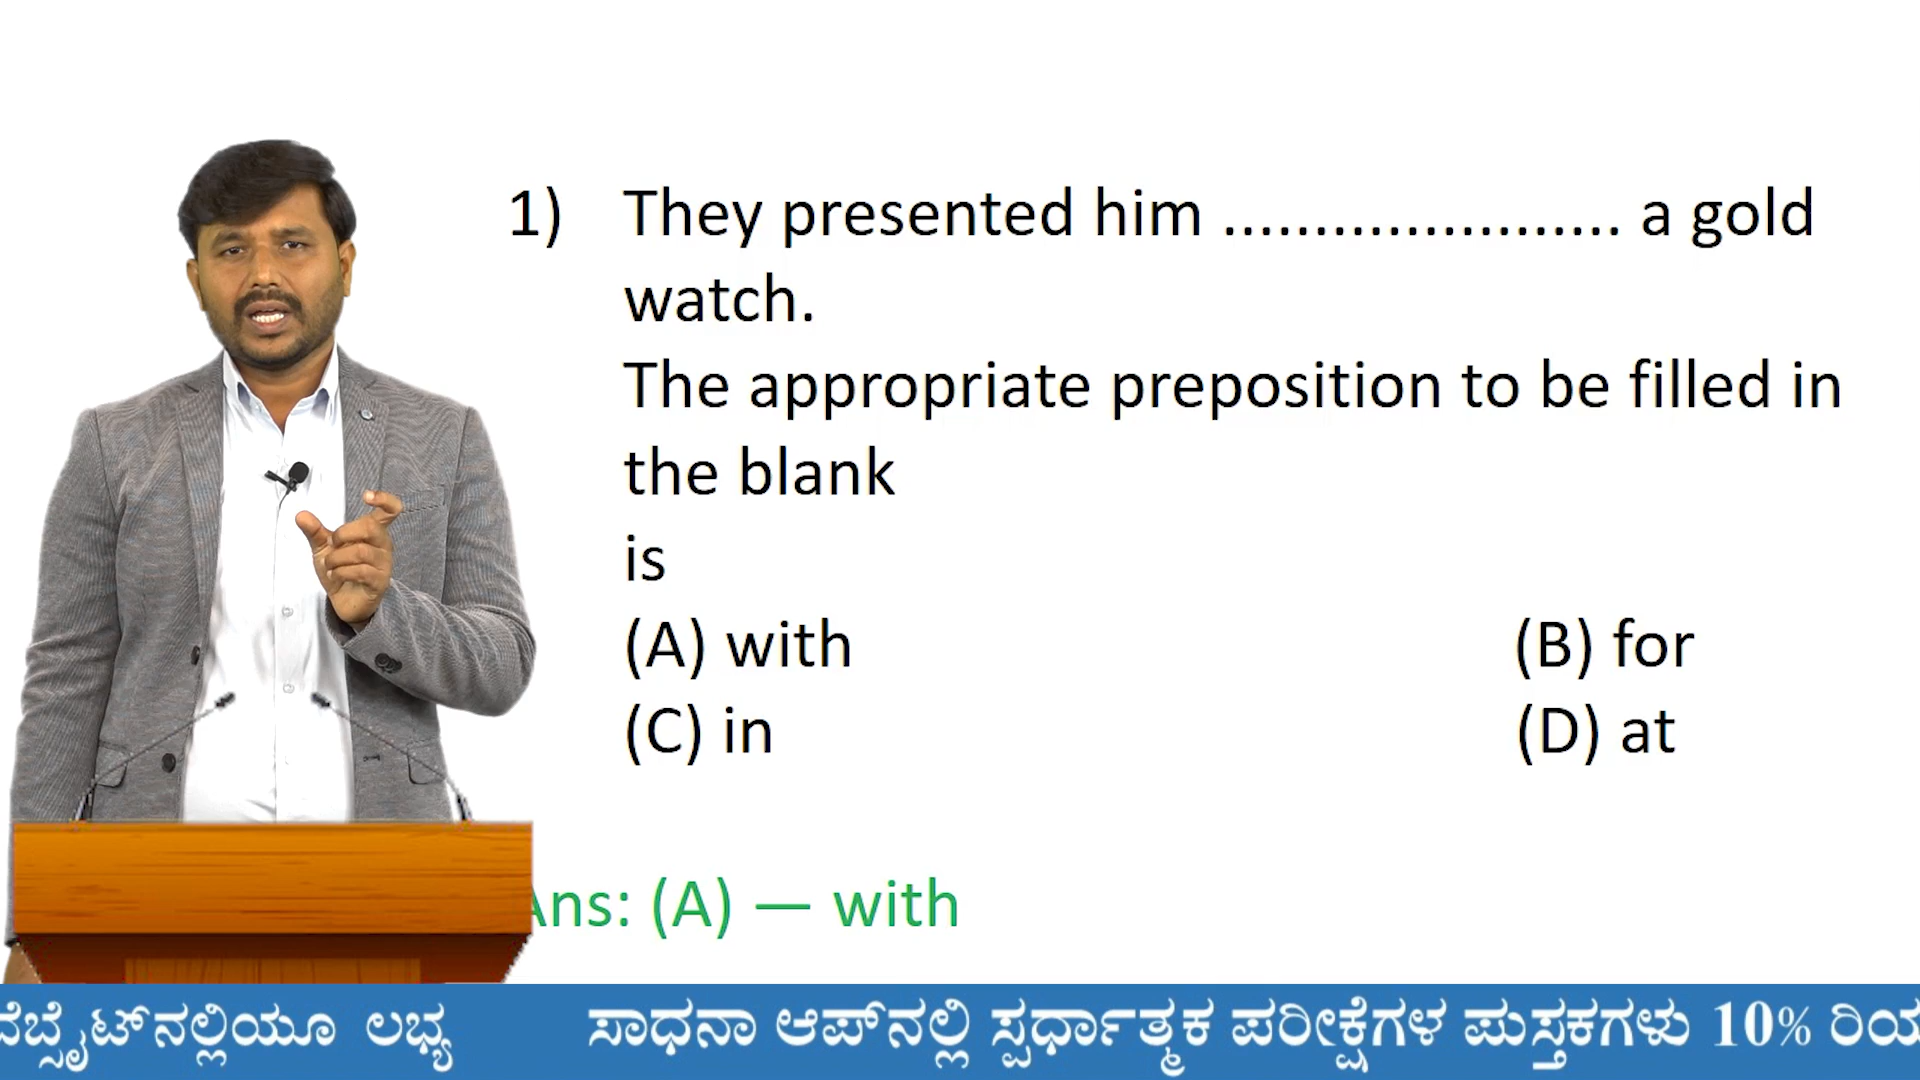 1) They presented him ...................... a gold
watch.
The appropriate preposition to be filled in
the blank
is
(A) with (B) for
(C) in (D) at
Ans: (A) — with
ವೆಬ್ಸೈಟ್‌ನಲ್ಲಿಯೂ ಲಭ್ಯ ಸಾಧನಾ ಆಪ್‌ನಲ್ಲಿ ಸ್ಪರ್ಧಾತ್ಮಕ ಪರೀಕ್ಷೆಗಳ ಪುಸ್ತಕಗಳು 10%